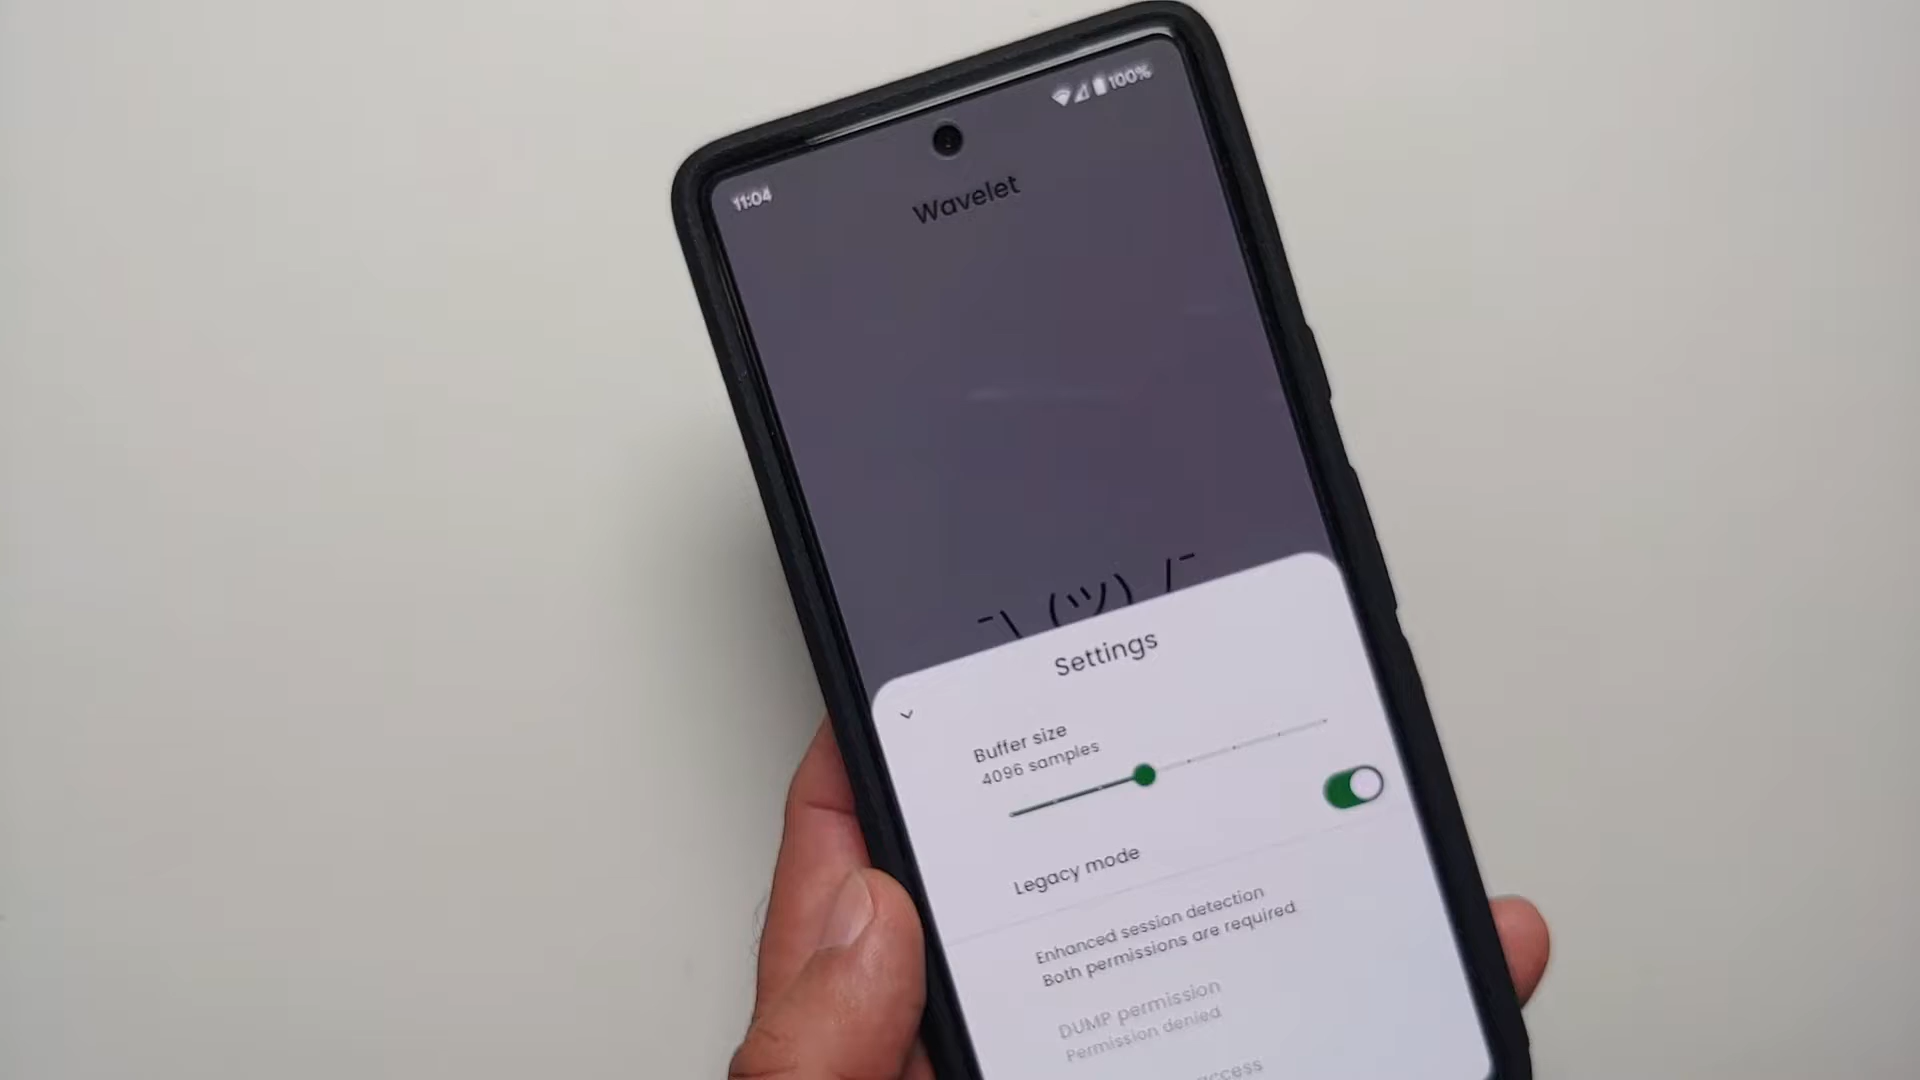 11:04
100%
Wavelet
¯\_(ツ)_/¯
Settings
Buffer size
4096 samples
Legacy mode
Enhanced session detection
Both permissions are required
DUMP permission
Permission denied
access